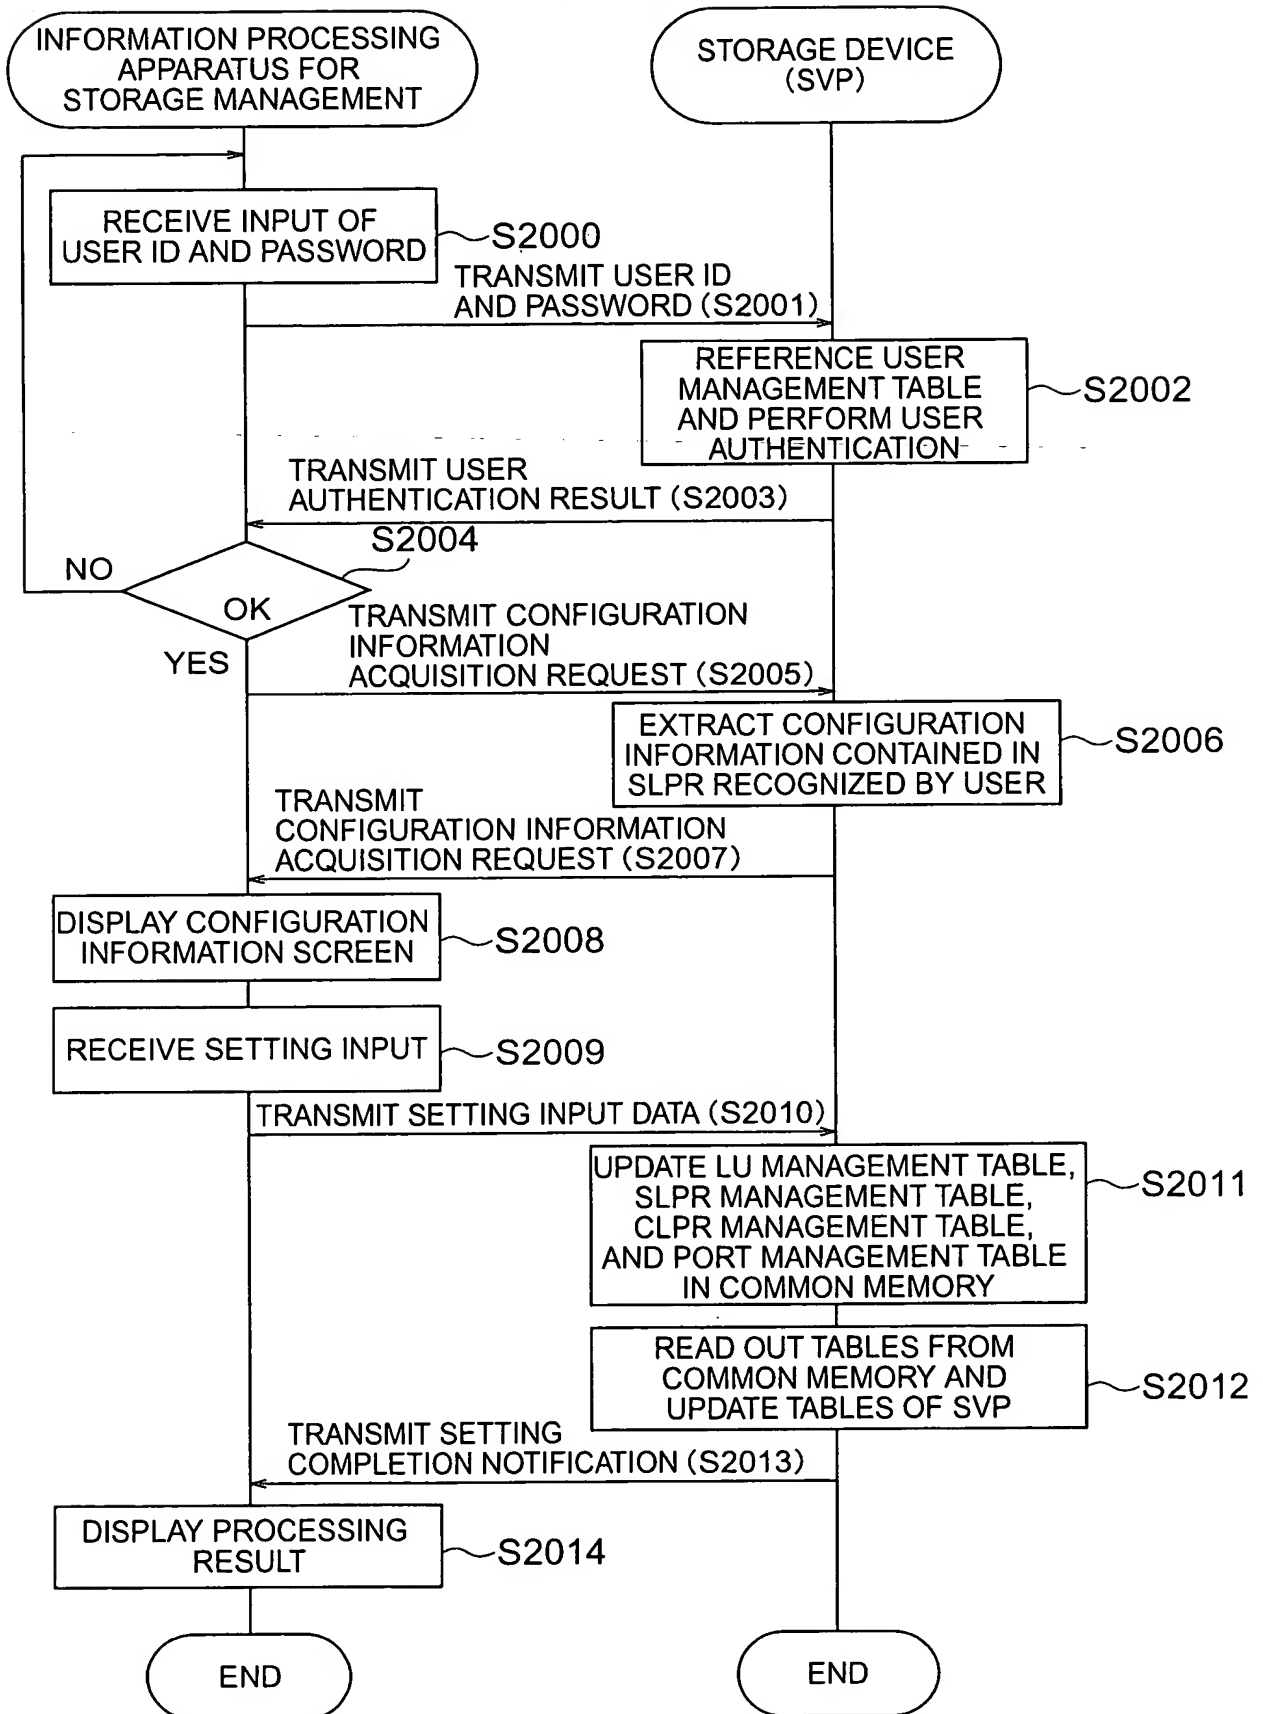 INFORMATION PROCESSING
APPARATUS FOR
STORAGE MANAGEMENT
STORAGE DEVICE
(SVP)
RECEIVE INPUT OF
USER ID AND PASSWORD
S2000
TRANSMIT USER ID
AND PASSWORD (S2001)
REFERENCE USER
MANAGEMENT TABLE
AND PERFORM USER
AUTHENTICATION
S2002
TRANSMIT USER
AUTHENTICATION RESULT (S2003)
S2004
NO
OK
YES
TRANSMIT CONFIGURATION
INFORMATION
ACQUISITION REQUEST (S2005)
EXTRACT CONFIGURATION
INFORMATION CONTAINED IN
SLPR RECOGNIZED BY USER
S2006
TRANSMIT
CONFIGURATION INFORMATION
ACQUISITION REQUEST (S2007)
DISPLAY CONFIGURATION
INFORMATION SCREEN
S2008
RECEIVE SETTING INPUT
S2009
TRANSMIT SETTING INPUT DATA (S2010)
UPDATE LU MANAGEMENT TABLE,
SLPR MANAGEMENT TABLE,
CLPR MANAGEMENT TABLE,
AND PORT MANAGEMENT TABLE
IN COMMON MEMORY
S2011
READ OUT TABLES FROM
COMMON MEMORY AND
UPDATE TABLES OF SVP
S2012
TRANSMIT SETTING
COMPLETION NOTIFICATION (S2013)
DISPLAY PROCESSING
RESULT
S2014
END
END